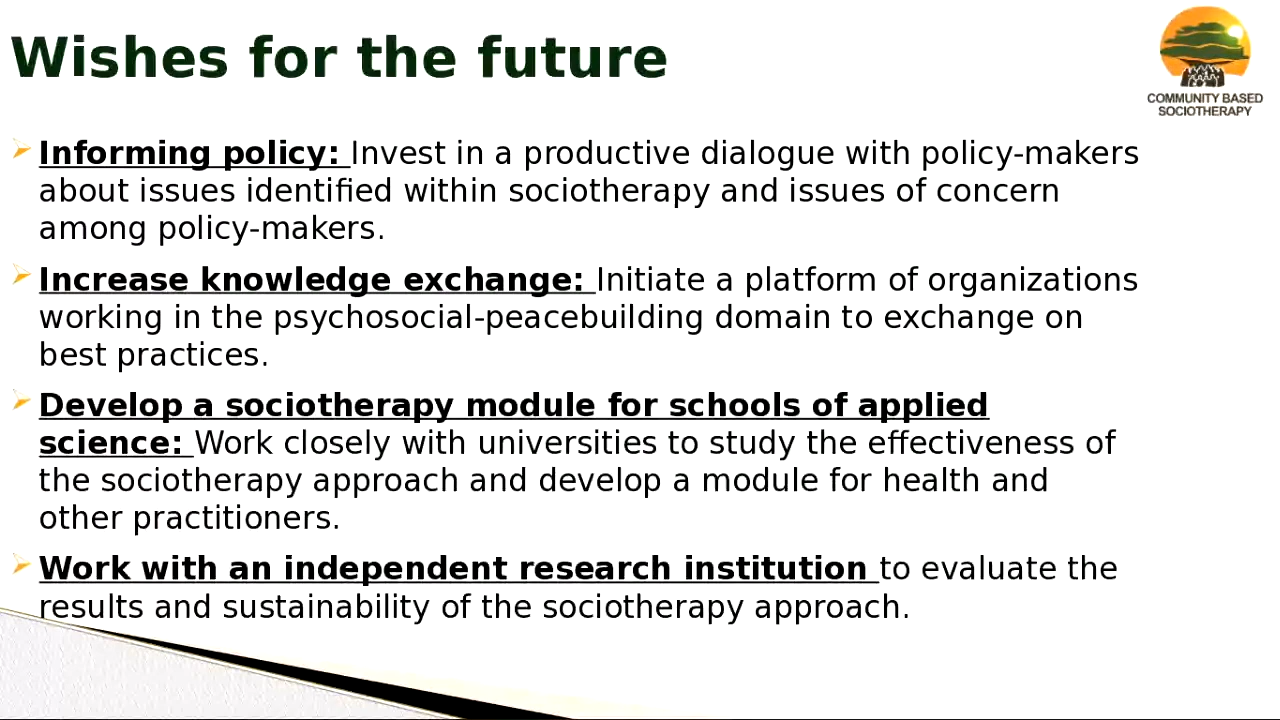 Wishes for the future
COMMUNITY BASED
SOCIOTHERAPY
Informing policy: Invest in a productive dialogue with policy-makers
about issues identified within sociotherapy and issues of concern
among policy-makers.
Increase knowledge exchange: Initiate a platform of organizations
working in the psychosocial-peacebuilding domain to exchange on
best practices.
Develop a sociotherapy module for schools of applied
science: Work closely with universities to study the effectiveness of
the sociotherapy approach and develop a module for health and
other practitioners.
Work with an independent research institution to evaluate the
results and sustainability of the sociotherapy approach.